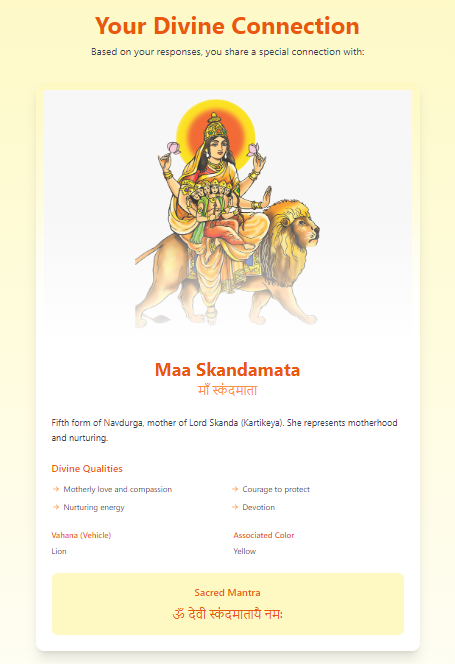 Your Divine Connection
Based on your responses, you share a special connection with:
Maa Skandamata
माँ स्कंदमाता
Fifth form of Navdurga, mother of Lord Skanda (Kartikeya). She represents motherhood
and nurturing.
Divine Qualities
→ Motherly love and compassion
→ Courage to protect
→ Nurturing energy
→ Devotion
Vahana (Vehicle)
Associated Color
Lion
Yellow
Sacred Mantra
ॐ देवी स्कंदमातायै नमः